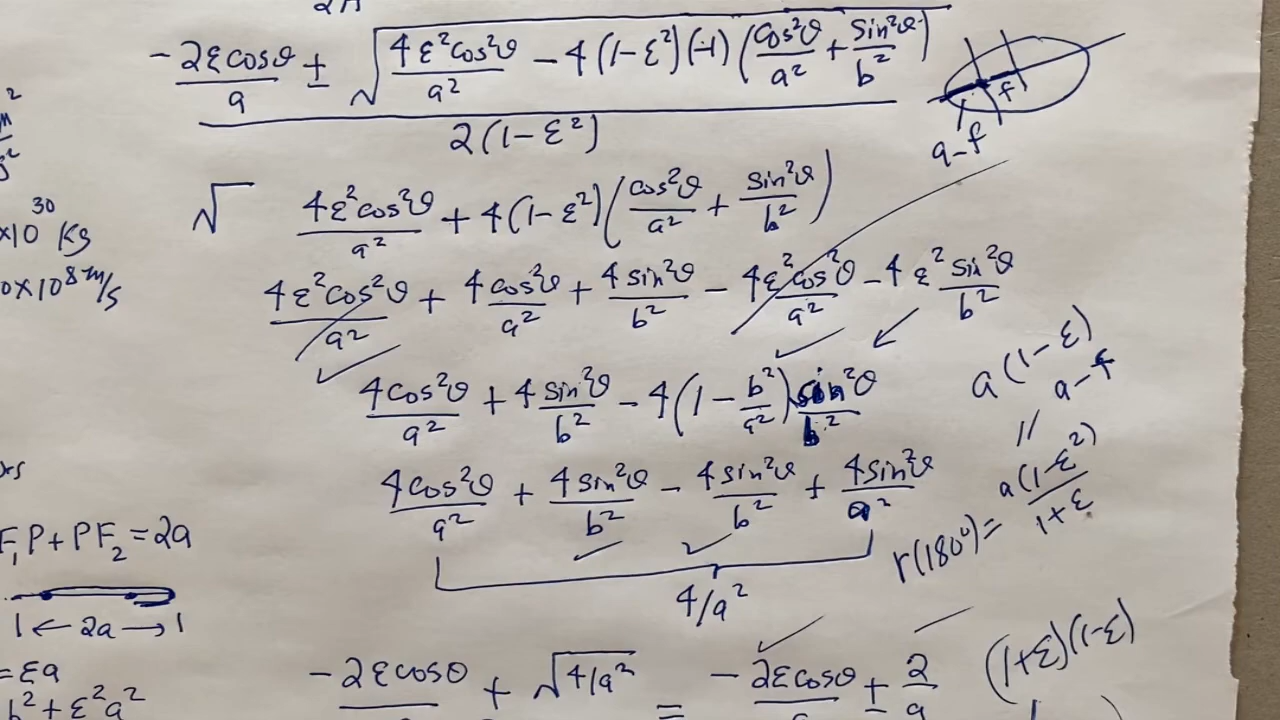 -2εcosθ/a ± √(4ε²cos²θ/a² - 4(1-ε²)(-1)(cos²θ/a² + sin²θ/b²))
2(1-ε²)
f
a-f
√ 4ε²cos²θ/a² + 4(1-ε²)(cos²θ/a² + sin²θ/b²)
×10³⁰ Kg
0×10⁸ m/s
4ε²cos²θ/a² + 4cos²θ/a² + 4sin²θ/b² - 4ε²cos²θ/a² - 4ε²sin²θ/b²
4cos²θ/a² + 4sin²θ/b² - 4(1 - b²/a²)sin²θ/b²
a(1-ε)
a-f
//
4cos²θ/a² + 4sin²θ/b² - 4sin²θ/b² + 4sin²θ/a²
r(180°) = a(1-ε²)/1+ε
4/a²
F₁P + PF₂ = 2a
|← 2a →|
= εa
b² + ε²a²
-2εcosθ + √4/a² = -2εcosθ ± 2/a
(1+ε)(1-ε)